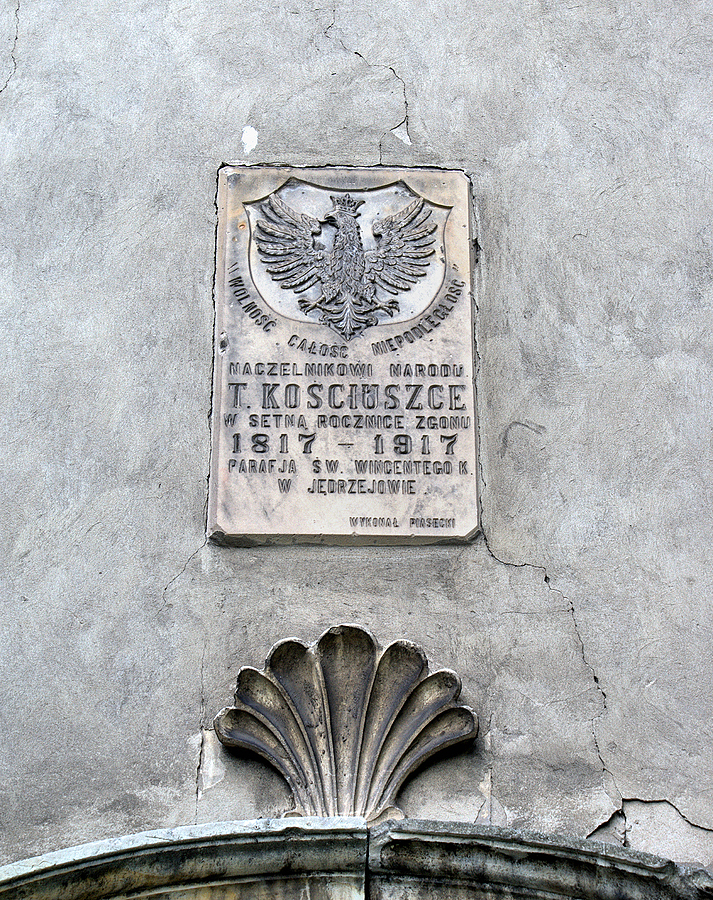 "WOLNOŚĆ CAŁOŚĆ NIEPODLEGŁOŚĆ"
NACZELNIKOWI NARODU
T. KOŚCIUSZCE
W SETNĄ ROCZNICĘ ZGONU
1817 – 1917
PARAFJA ŚW. WINCENTEGO K.
W JĘDRZEJOWIE
WYKONAŁ PIASECKI